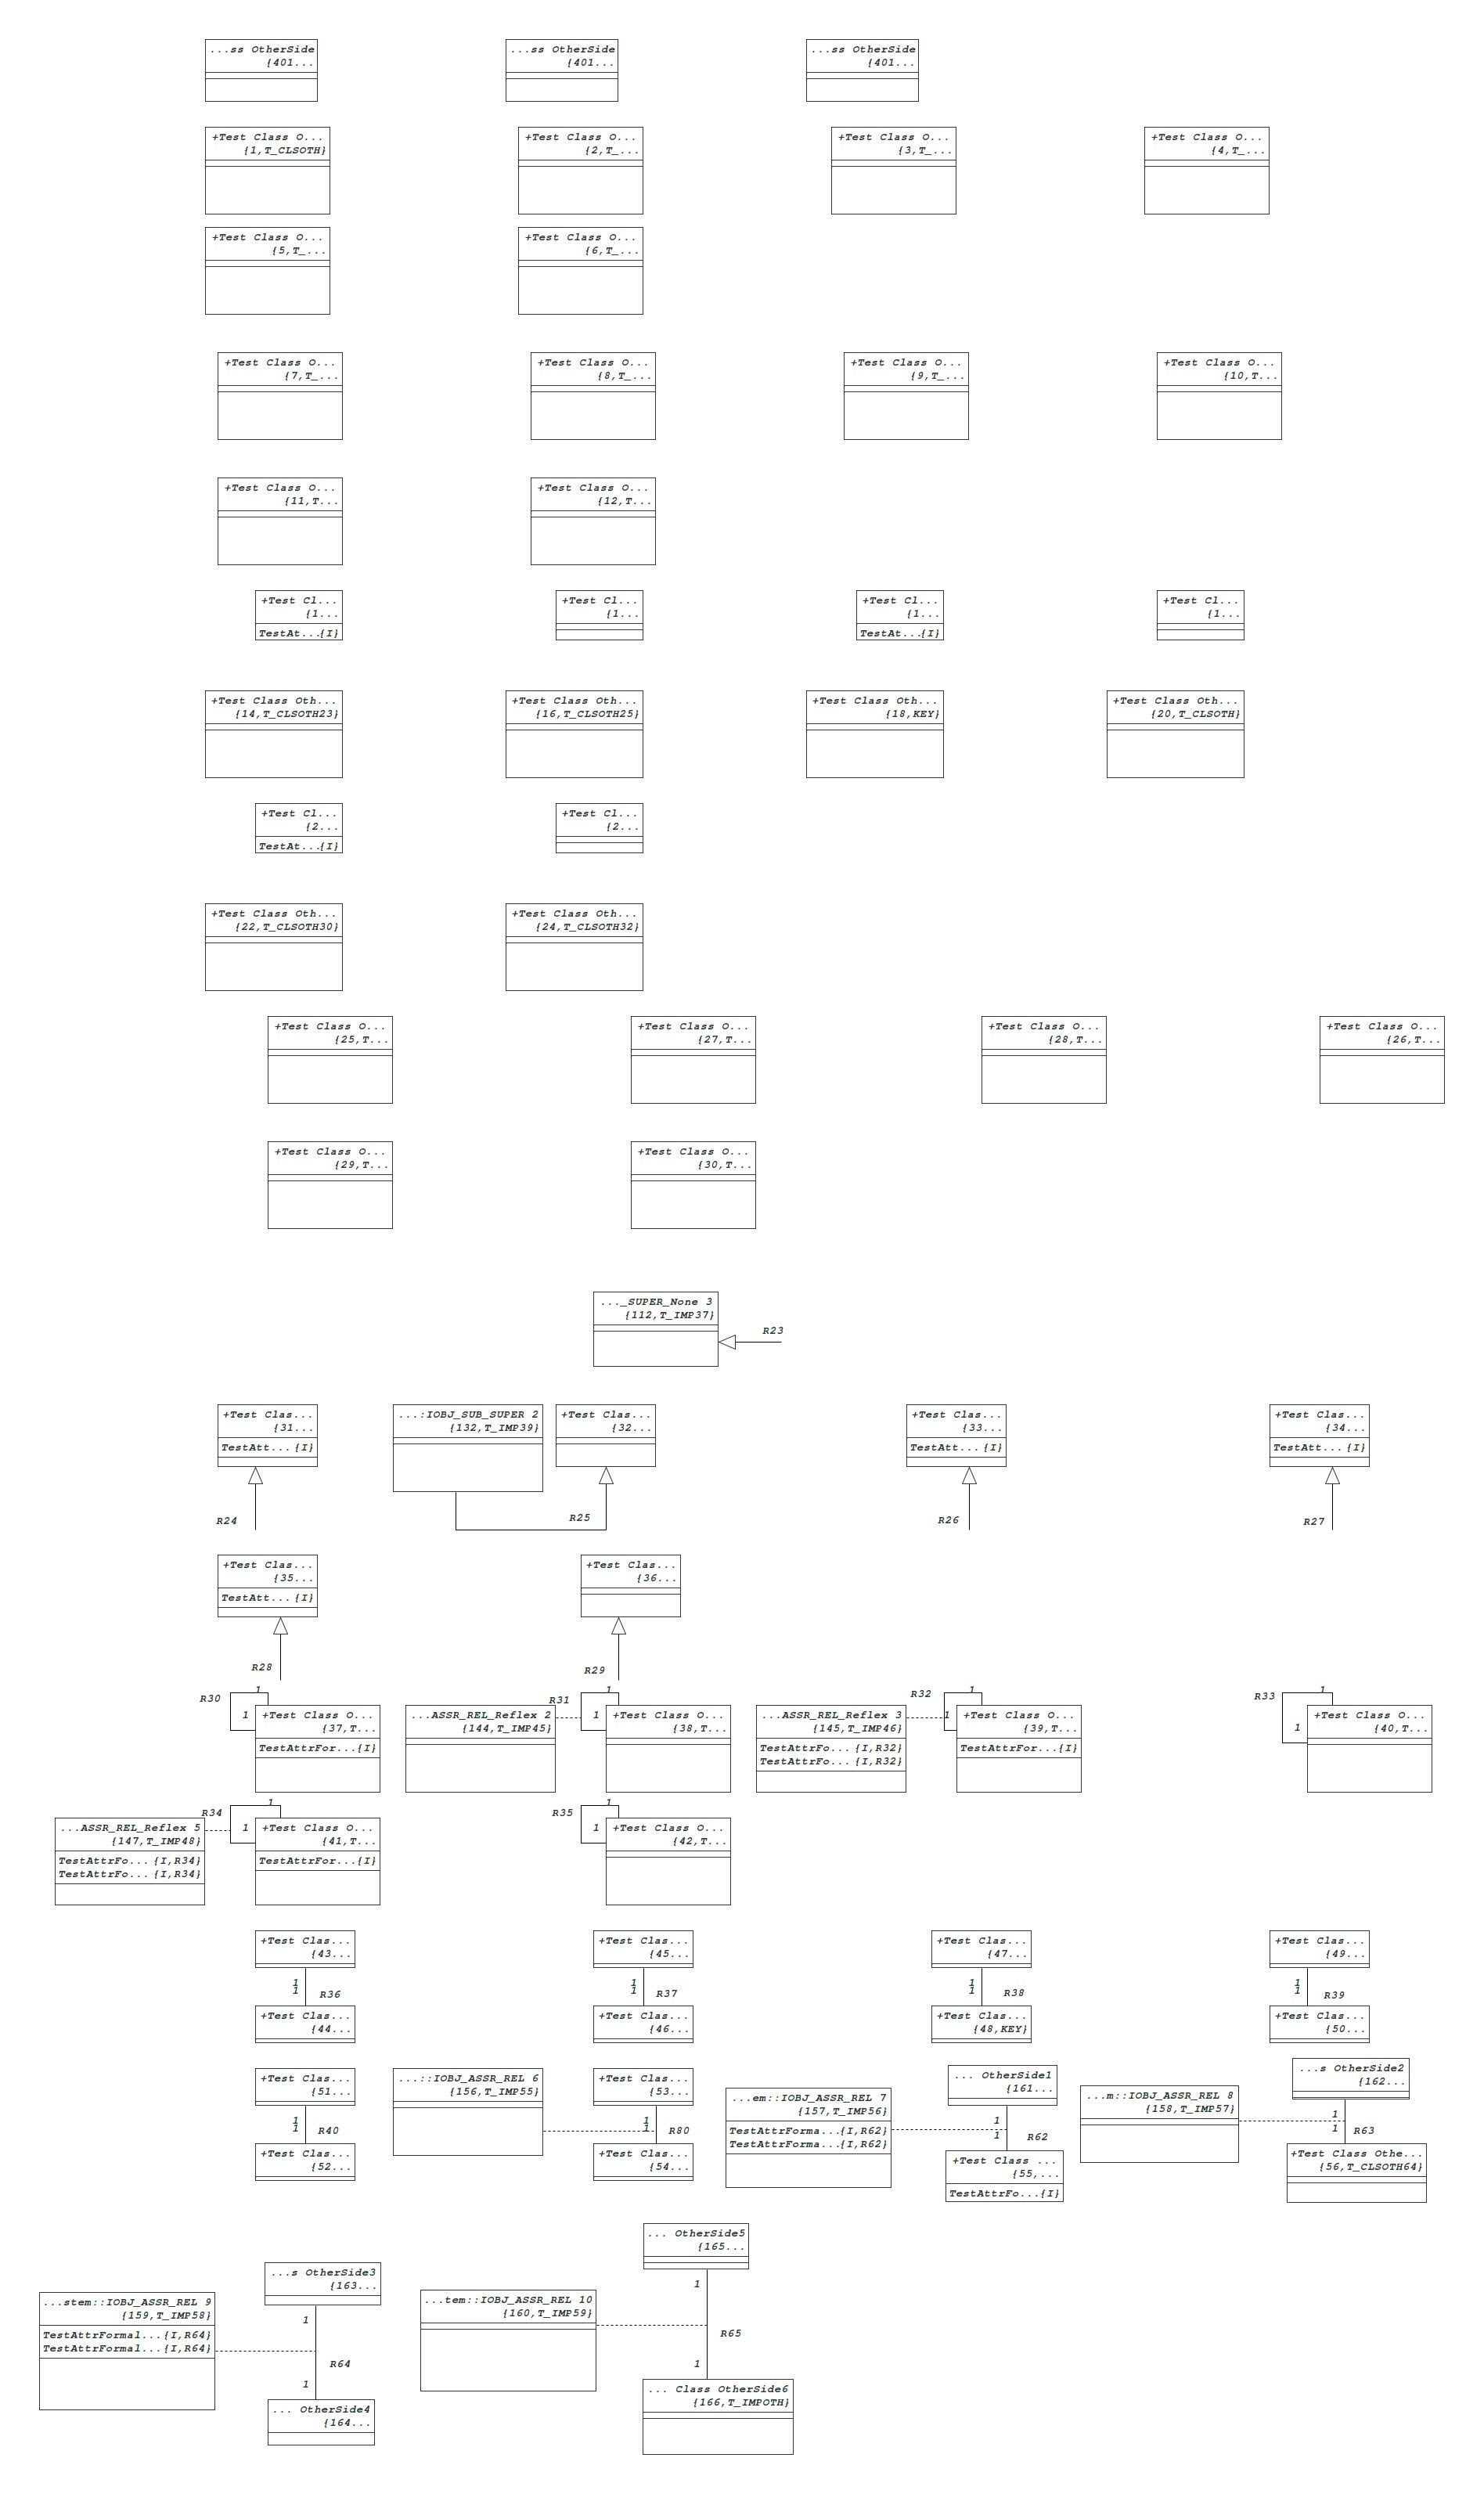 ...ss OtherSide
{401...
...ss OtherSide
{401...
...ss OtherSide
{401...
+Test Class O...
{1,T_CLSOTH}
+Test Class O...
{2,T_...
+Test Class O...
{3,T_...
+Test Class O...
{4,T_...
+Test Class O...
{5,T_...
+Test Class O...
{6,T_...
+Test Class O...
{7,T_...
+Test Class O...
{8,T_...
+Test Class O...
{9,T_...
+Test Class O...
{10,T...
+Test Class O...
{11,T...
+Test Class O...
{12,T...
+Test Cl...
{1...
TestAt...{I}
+Test Cl...
{1...
+Test Cl...
{1...
TestAt...{I}
+Test Cl...
{1...
+Test Class Oth...
{14,T_CLSOTH23}
+Test Class Oth...
{16,T_CLSOTH25}
+Test Class Oth...
{18,KEY}
+Test Class Oth...
{20,T_CLSOTH}
+Test Cl...
{2...
TestAt...{I}
+Test Cl...
{2...
+Test Class Oth...
{22,T_CLSOTH30}
+Test Class Oth...
{24,T_CLSOTH32}
+Test Class O...
{25,T...
+Test Class O...
{27,T...
+Test Class O...
{28,T...
+Test Class O...
{26,T...
+Test Class O...
{29,T...
+Test Class O...
{30,T...
..._SUPER_None 3
{112,T_IMP37}
R23
+Test Clas...
{31...
TestAtt... {I}
R24
...:IOBJ_SUB_SUPER 2
{132,T_IMP39}
+Test Clas...
{32...
R25
+Test Clas...
{33...
TestAtt... {I}
R26
+Test Clas...
{34...
TestAtt... {I}
R27
+Test Clas...
{35...
TestAtt... {I}
R28
+Test Clas...
{36...
R29
R30
1
1
+Test Class O...
{37,T...
TestAttrFor...{I}
...ASSR_REL_Reflex 2
{144,T_IMP45}
R31
1
1
+Test Class O...
{38,T...
...ASSR_REL_Reflex 3
{145,T_IMP46}
TestAttrFo... {I,R32}
TestAttrFo... {I,R32}
R32
1
1
+Test Class O...
{39,T...
TestAttrFor...{I}
R33
1
1
+Test Class O...
{40,T...
...ASSR_REL_Reflex 5
{147,T_IMP48}
TestAttrFo... {I,R34}
TestAttrFo... {I,R34}
R34
1
1
+Test Class O...
{41,T...
TestAttrFor...{I}
R35
1
1
+Test Class O...
{42,T...
+Test Clas...
{43...
1
1
R36
+Test Clas...
{44...
+Test Clas...
{45...
1
1
R37
+Test Clas...
{46...
+Test Clas...
{47...
1
1
R38
+Test Clas...
{48,KEY}
+Test Clas...
{49...
1
1
R39
+Test Clas...
{50...
+Test Clas...
{51...
1
1
R40
+Test Clas...
{52...
...::IOBJ_ASSR_REL 6
{156,T_IMP55}
+Test Clas...
{53...
1
1
R80
+Test Clas...
{54...
...em::IOBJ_ASSR_REL 7
{157,T_IMP56}
TestAttrForma...{I,R62}
TestAttrForma...{I,R62}
... OtherSide1
{161...
1
1
R62
+Test Class ...
{55,...
TestAttrFo...{I}
...m::IOBJ_ASSR_REL 8
{158,T_IMP57}
...s OtherSide2
{162...
1
1
R63
+Test Class Othe...
{56,T_CLSOTH64}
...stem::IOBJ_ASSR_REL 9
{159,T_IMP58}
TestAttrFormal...{I,R64}
TestAttrFormal...{I,R64}
...s OtherSide3
{163...
1
R64
1
... OtherSide4
{164...
...tem::IOBJ_ASSR_REL 10
{160,T_IMP59}
... OtherSide5
{165...
1
R65
1
... Class OtherSide6
{166,T_IMPOTH}